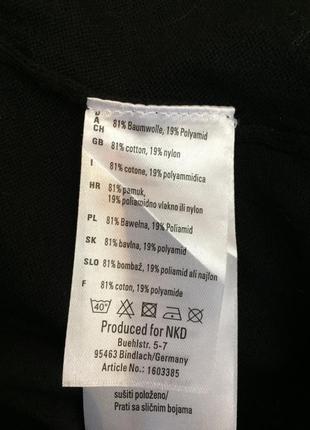 D
A
CH 81% Baumwolle, 19% Polyamid
GB 81% cotton, 19% nylon
I 81% cotone, 19% polyammidica
HR 81% pamuk,
19% poliamidno vlakno ili nylon
PL 81% Bawełna, 19% Poliamid
SK 81% bavlna, 19% polyamid
SLO 81% bombaž, 19% poliamid ali najlon
F 81% coton, 19% polyamide
40°
Produced for NKD
Buehlstr. 5-7
95463 Bindlach/Germany
Article No.: 1603385
sušiti položeno/
Prati sa sličnim bojama